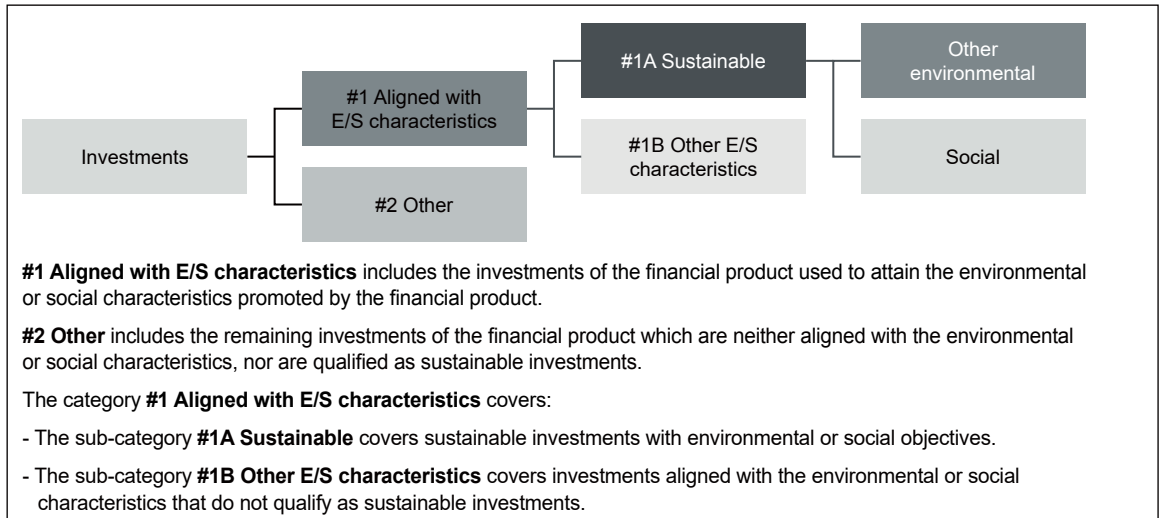 Investments
#1 Aligned with
E/S characteristics
#2 Other
#1A Sustainable
#1B Other E/S
characteristics
Other
environmental
Social
#1 Aligned with E/S characteristics includes the investments of the financial product used to attain the environmental
or social characteristics promoted by the financial product.
#2 Other includes the remaining investments of the financial product which are neither aligned with the environmental
or social characteristics, nor are qualified as sustainable investments.
The category #1 Aligned with E/S characteristics covers:
- The sub-category #1A Sustainable covers sustainable investments with environmental or social objectives.
- The sub-category #1B Other E/S characteristics covers investments aligned with the environmental or social
characteristics that do not qualify as sustainable investments.